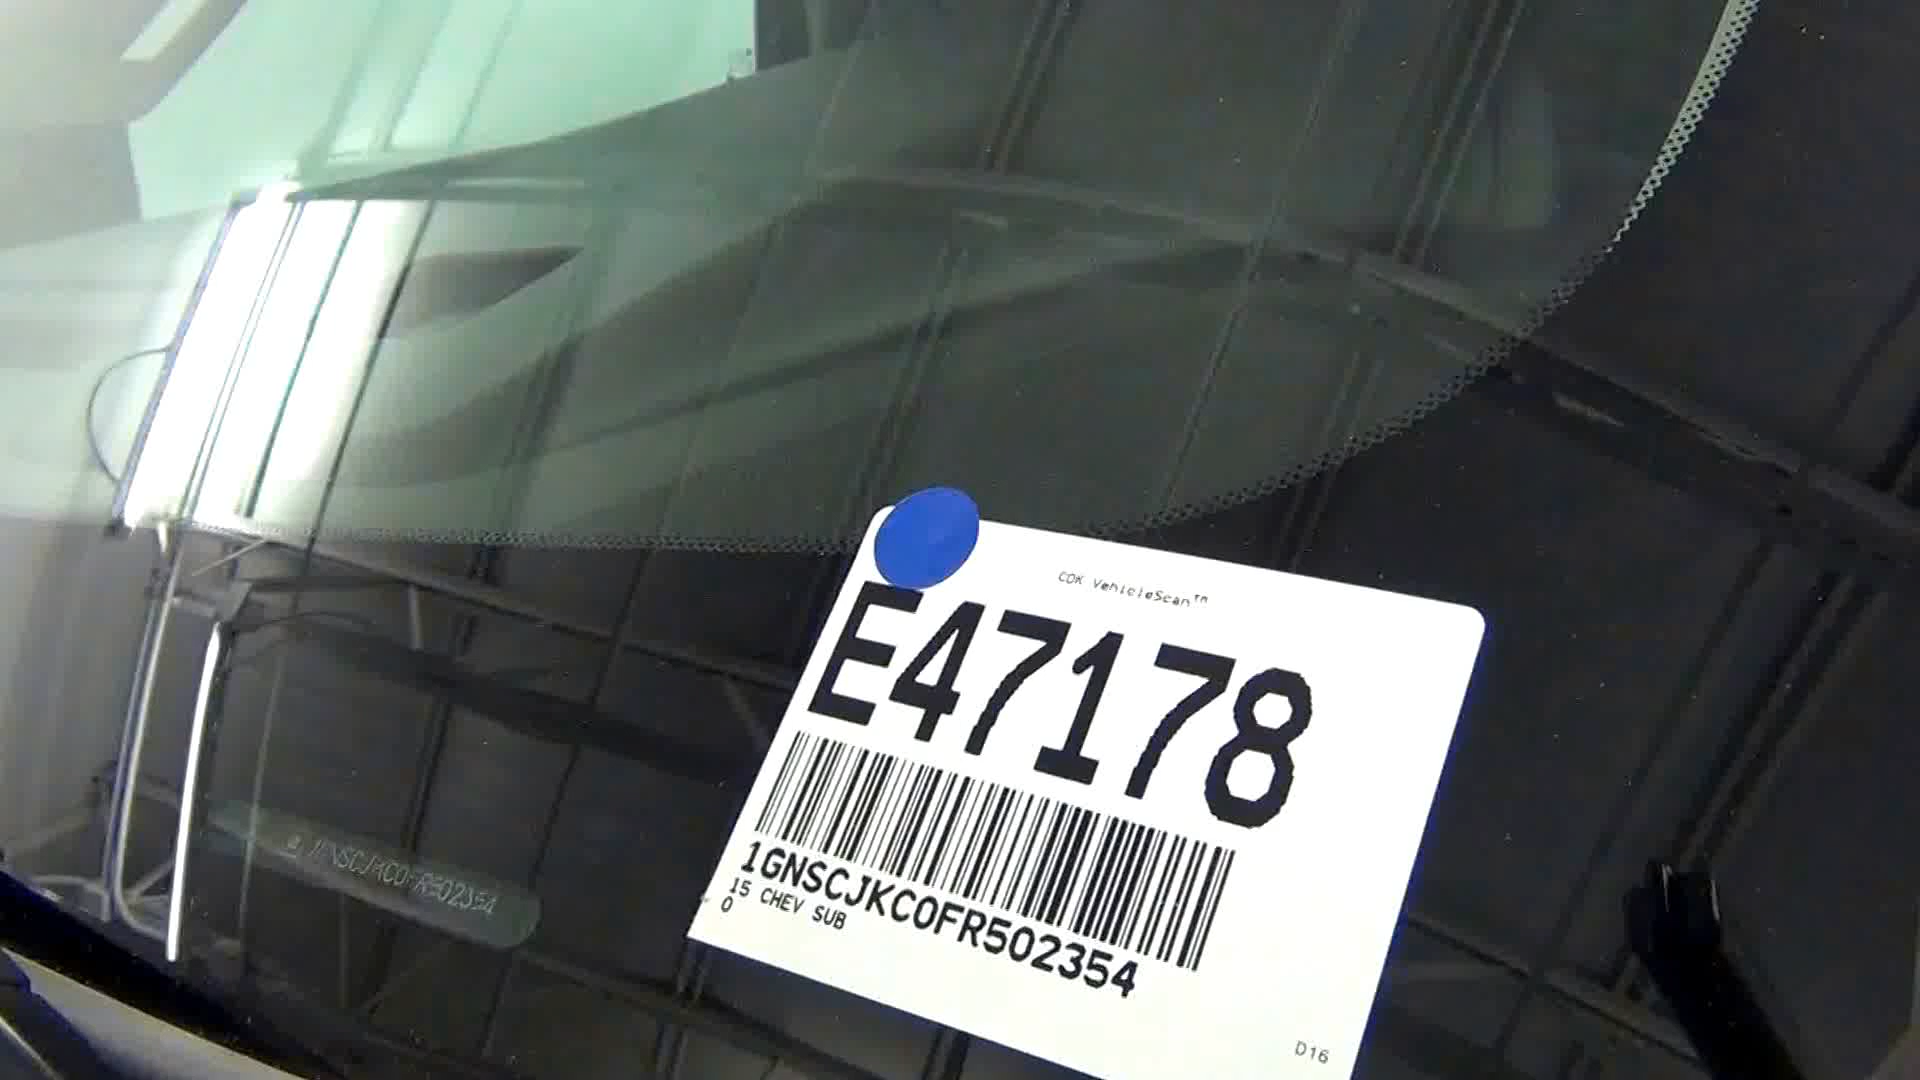 CDK VehicleScan™
E47178
1GNSCJKC0FR502354
15 CHEV SUB
0
D16
1GNSCJKC0FR502354